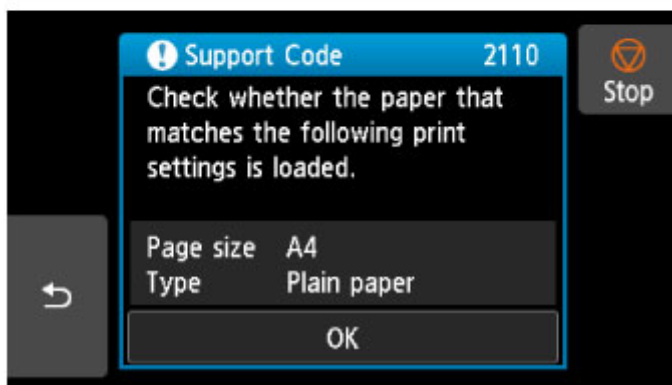 Support Code 2110
Stop
Check whether the paper that
matches the following print
settings is loaded.
Page size A4
Type Plain paper
OK